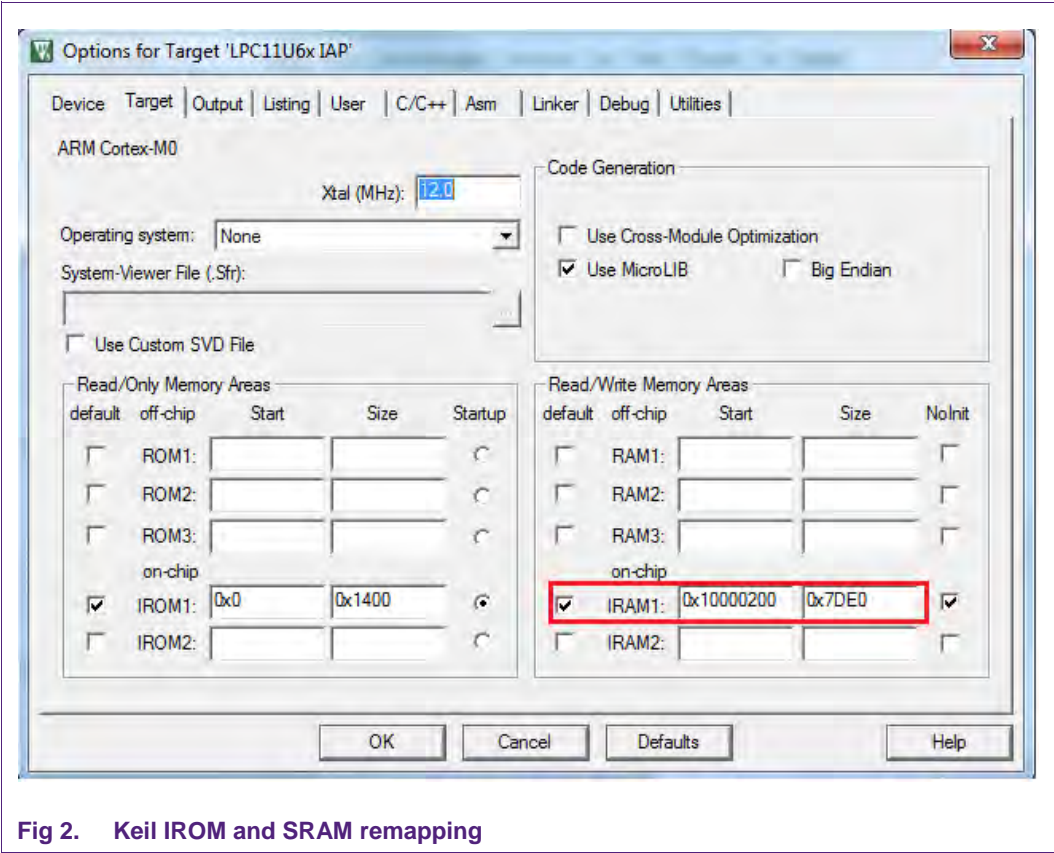 Options for Target 'LPC11U6x IAP'
Device Target Output Listing User C/C++ Asm Linker Debug Utilities
ARM Cortex-M0
Xtal (MHz): 12.0
Operating system: None
System-Viewer File (.Sfr):
...
Use Custom SVD File
Code Generation
Use Cross-Module Optimization
Use MicroLIB Big Endian
Read/Only Memory Areas
default off-chip Start Size Startup
ROM1:
ROM2:
ROM3:
on-chip
IROM1: 0x0 0x1400
IROM2:
Read/Write Memory Areas
default off-chip Start Size NoInit
RAM1:
RAM2:
RAM3:
on-chip
IRAM1: 0x10000200 0x7DE0
IRAM2:
OK Cancel Defaults Help
Fig 2. Keil IROM and SRAM remapping